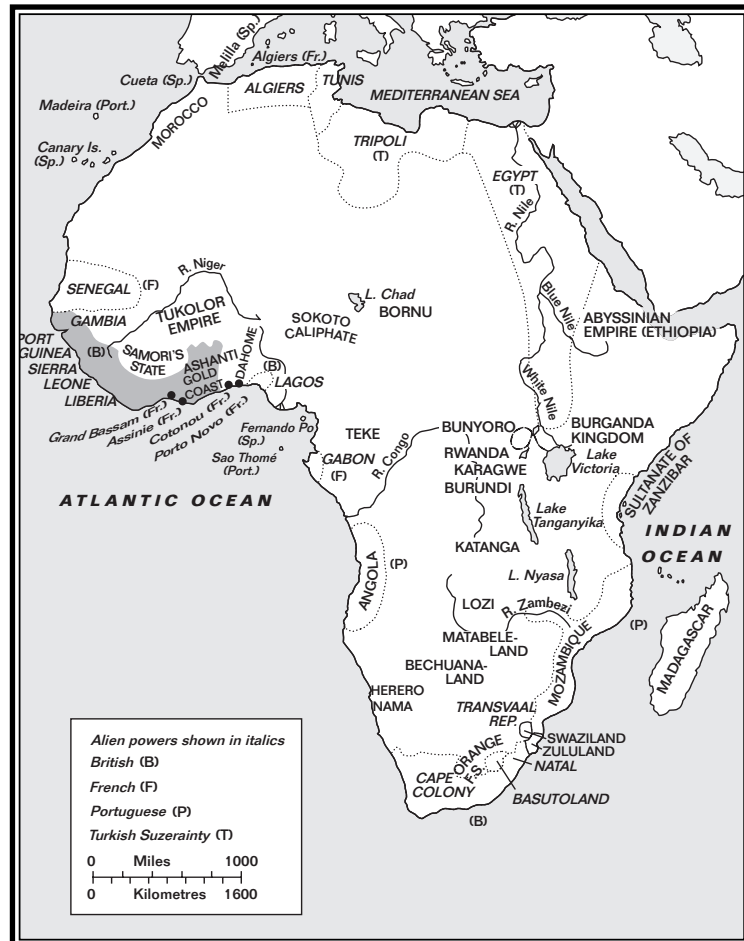 Melilla (Sp.)
Algiers (Fr.)
Cueta (Sp.)
ALGIERS
TUNIS
MEDITERRANEAN SEA
Madeira (Port.)
MOROCCO
TRIPOLI
(T)
Canary Is.
(Sp.)
EGYPT
(T)
R. Nile
SENEGAL
(F)
R. Niger
L. Chad
BORNU
Blue Nile
GAMBIA
TUKOLOR
EMPIRE
SOKOTO
CALIPHATE
ABYSSINIAN
EMPIRE (ETHIOPIA)
PORT
GUINEA
(B)
SAMORI'S
STATE
SIERRA
LEONE
ASHANTI
GOLD
COAST
DAHOME
(B)
LAGOS
White Nile
LIBERIA
Grand Bassam (Fr.)
Assinie (Fr.)
Cotonou (Fr.)
Porto Novo (Fr.)
Fernando Po
(Sp.)
Sao Thomé
(Port.)
TEKE
GABON
(F)
R. Congo
BUNYORO
BURGANDA
KINGDOM
RWANDA
KARAGWE
BURUNDI
Lake
Victoria
SULTANATE OF
ZANZIBAR
ATLANTIC OCEAN
Lake
Tanganyika
INDIAN
OCEAN
KATANGA
ANGOLA
(P)
L. Nyasa
LOZI
R. Zambezi
MATABELE-
LAND
MOZAMBIQUE
(P)
MADAGASCAR
BECHUANA-
LAND
HERERO
NAMA
TRANSVAAL
REP.
SWAZILAND
ZULULAND
NATAL
ORANGE
F.S.
CAPE
COLONY
BASUTOLAND
(B)
Alien powers shown in italics
British (B)
French (F)
Portuguese (P)
Turkish Suzerainty (T)
0 Miles 1000
0 Kilometres 1600